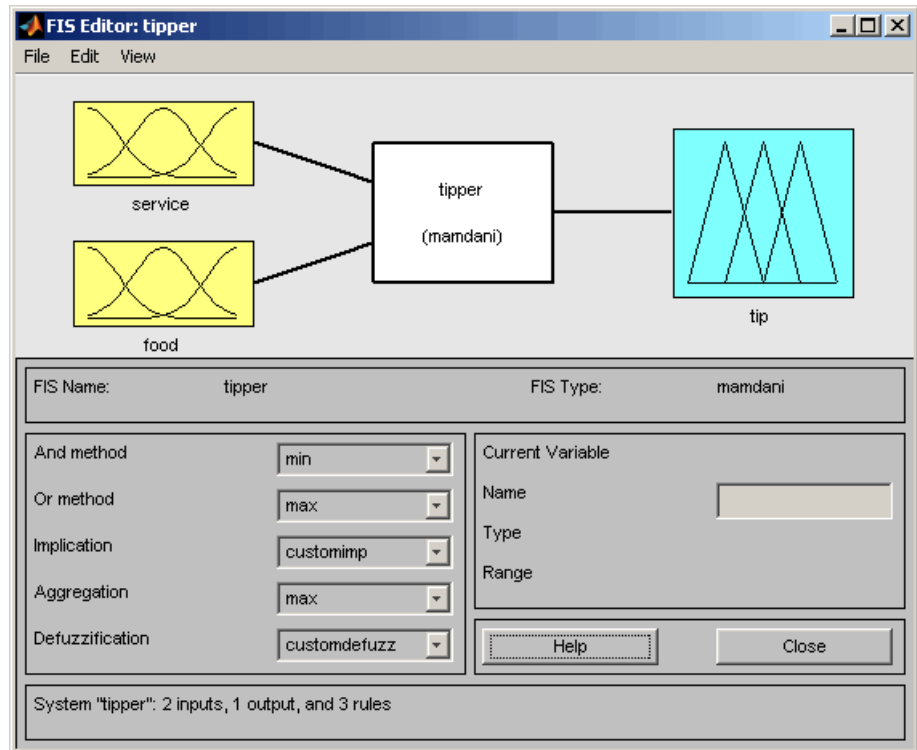 FIS Editor: tipper
File Edit View
service
food
tipper
(mamdani)
tip
FIS Name: tipper FIS Type: mamdani
And method min
Or method max
Implication customimp
Aggregation max
Defuzzification customdefuzz
Current Variable
Name
Type
Range
Help Close
System "tipper": 2 inputs, 1 output, and 3 rules